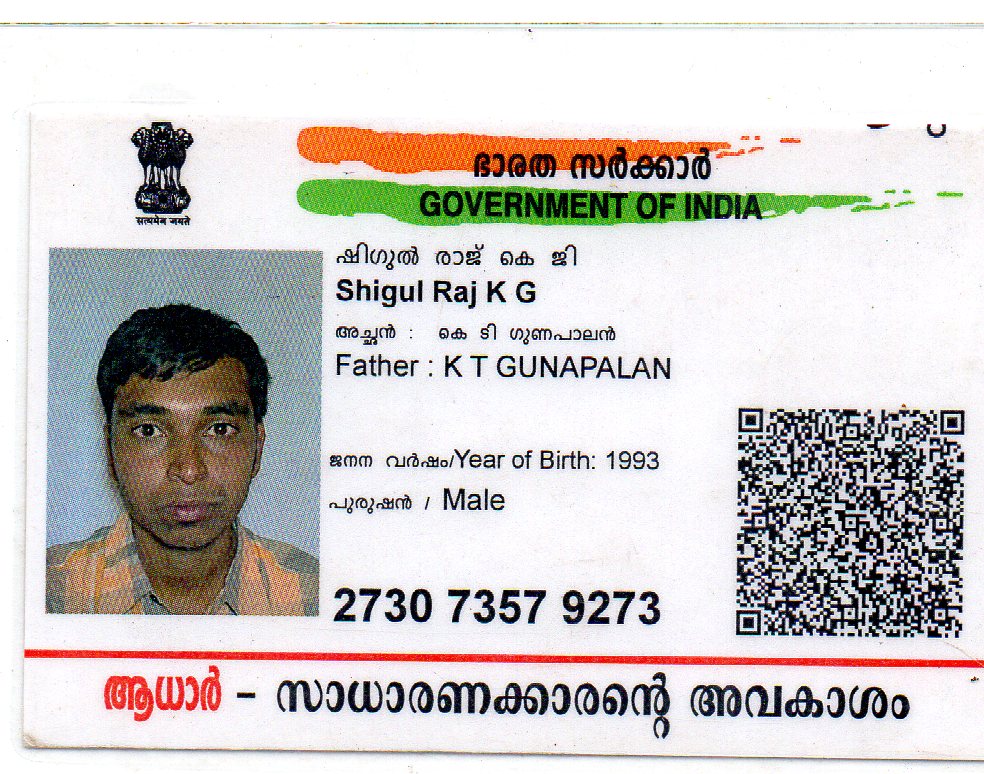 ഭാരത സർക്കാർ
GOVERNMENT OF INDIA
सत्यमेव जयते
ഷിഗുൽ രാജ് കെ ജി
Shigul Raj K G
അച്ഛൻ : കെ ടി ഗുണപാലൻ
Father : K T GUNAPALAN
ജനന വർഷം/Year of Birth: 1993
പുരുഷൻ / Male
2730 7357 9273
ആധാർ - സാധാരണക്കാരന്റെ അവകാശം